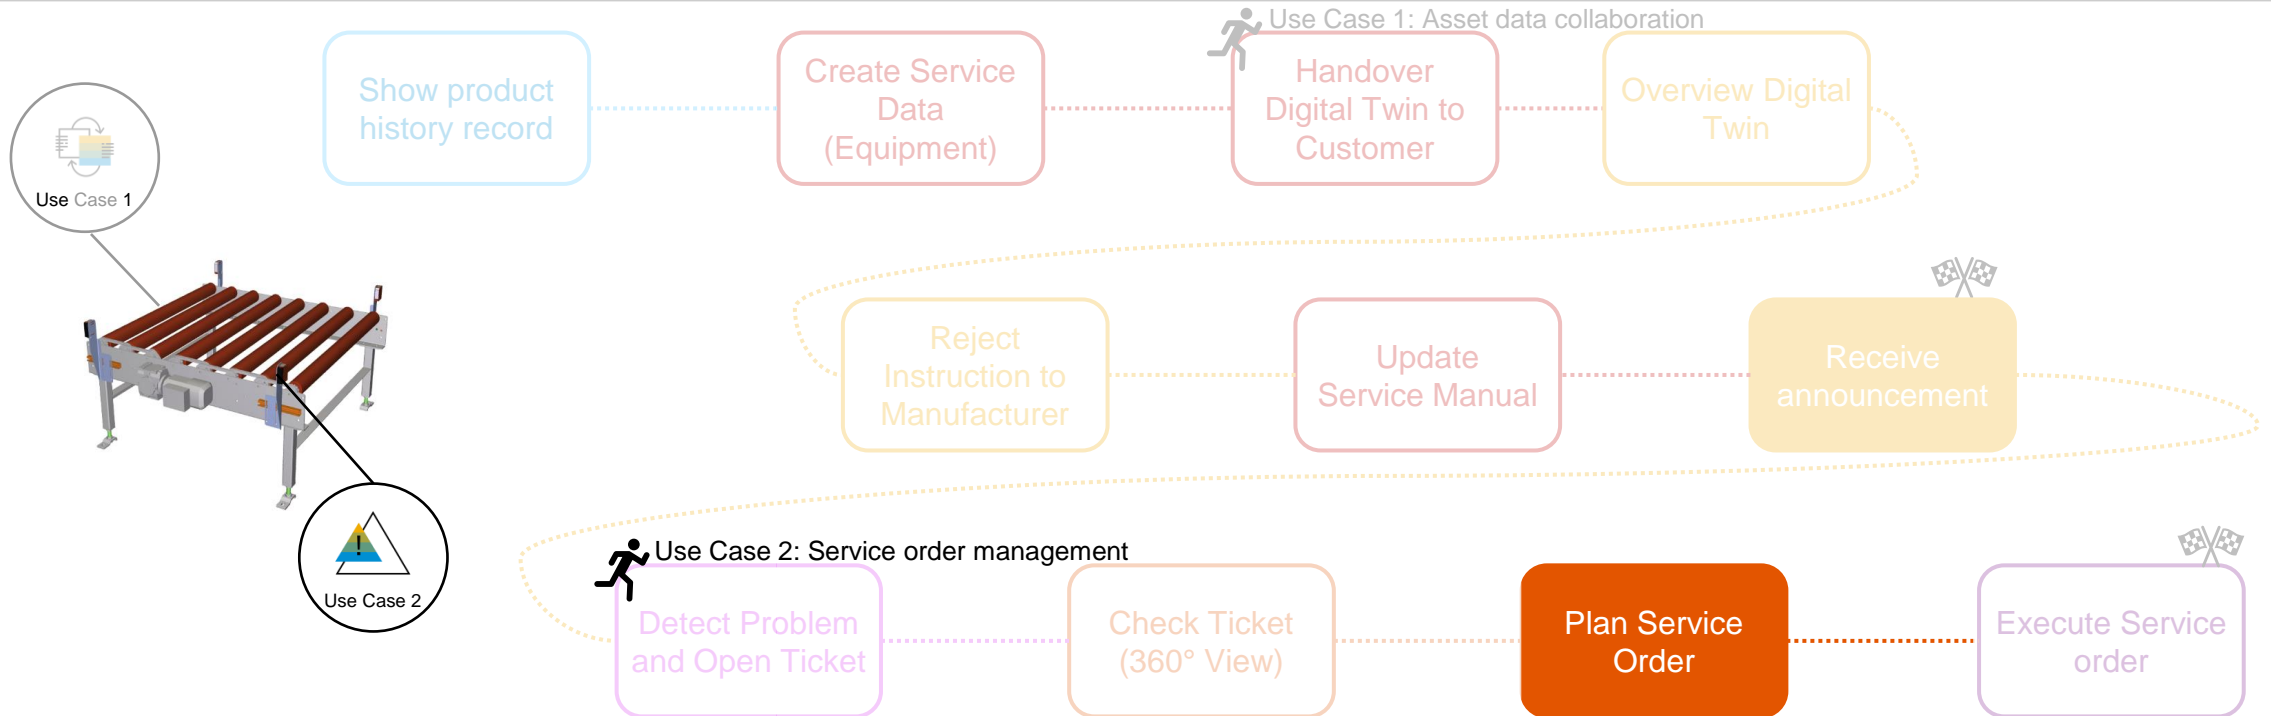 Use Case 1: Asset data collaboration
Show product
history record
Create Service
Data
(Equipment)
Handover
Digital Twin to
Customer
Overview Digital
Twin
Use Case 1
Reject
Instruction to
Manufacturer
Update
Service Manual
Receive
announcement
Use Case 2
Use Case 2: Service order management
Detect Problem
and Open Ticket
Check Ticket
(360° View)
Plan Service
Order
Execute Service
order